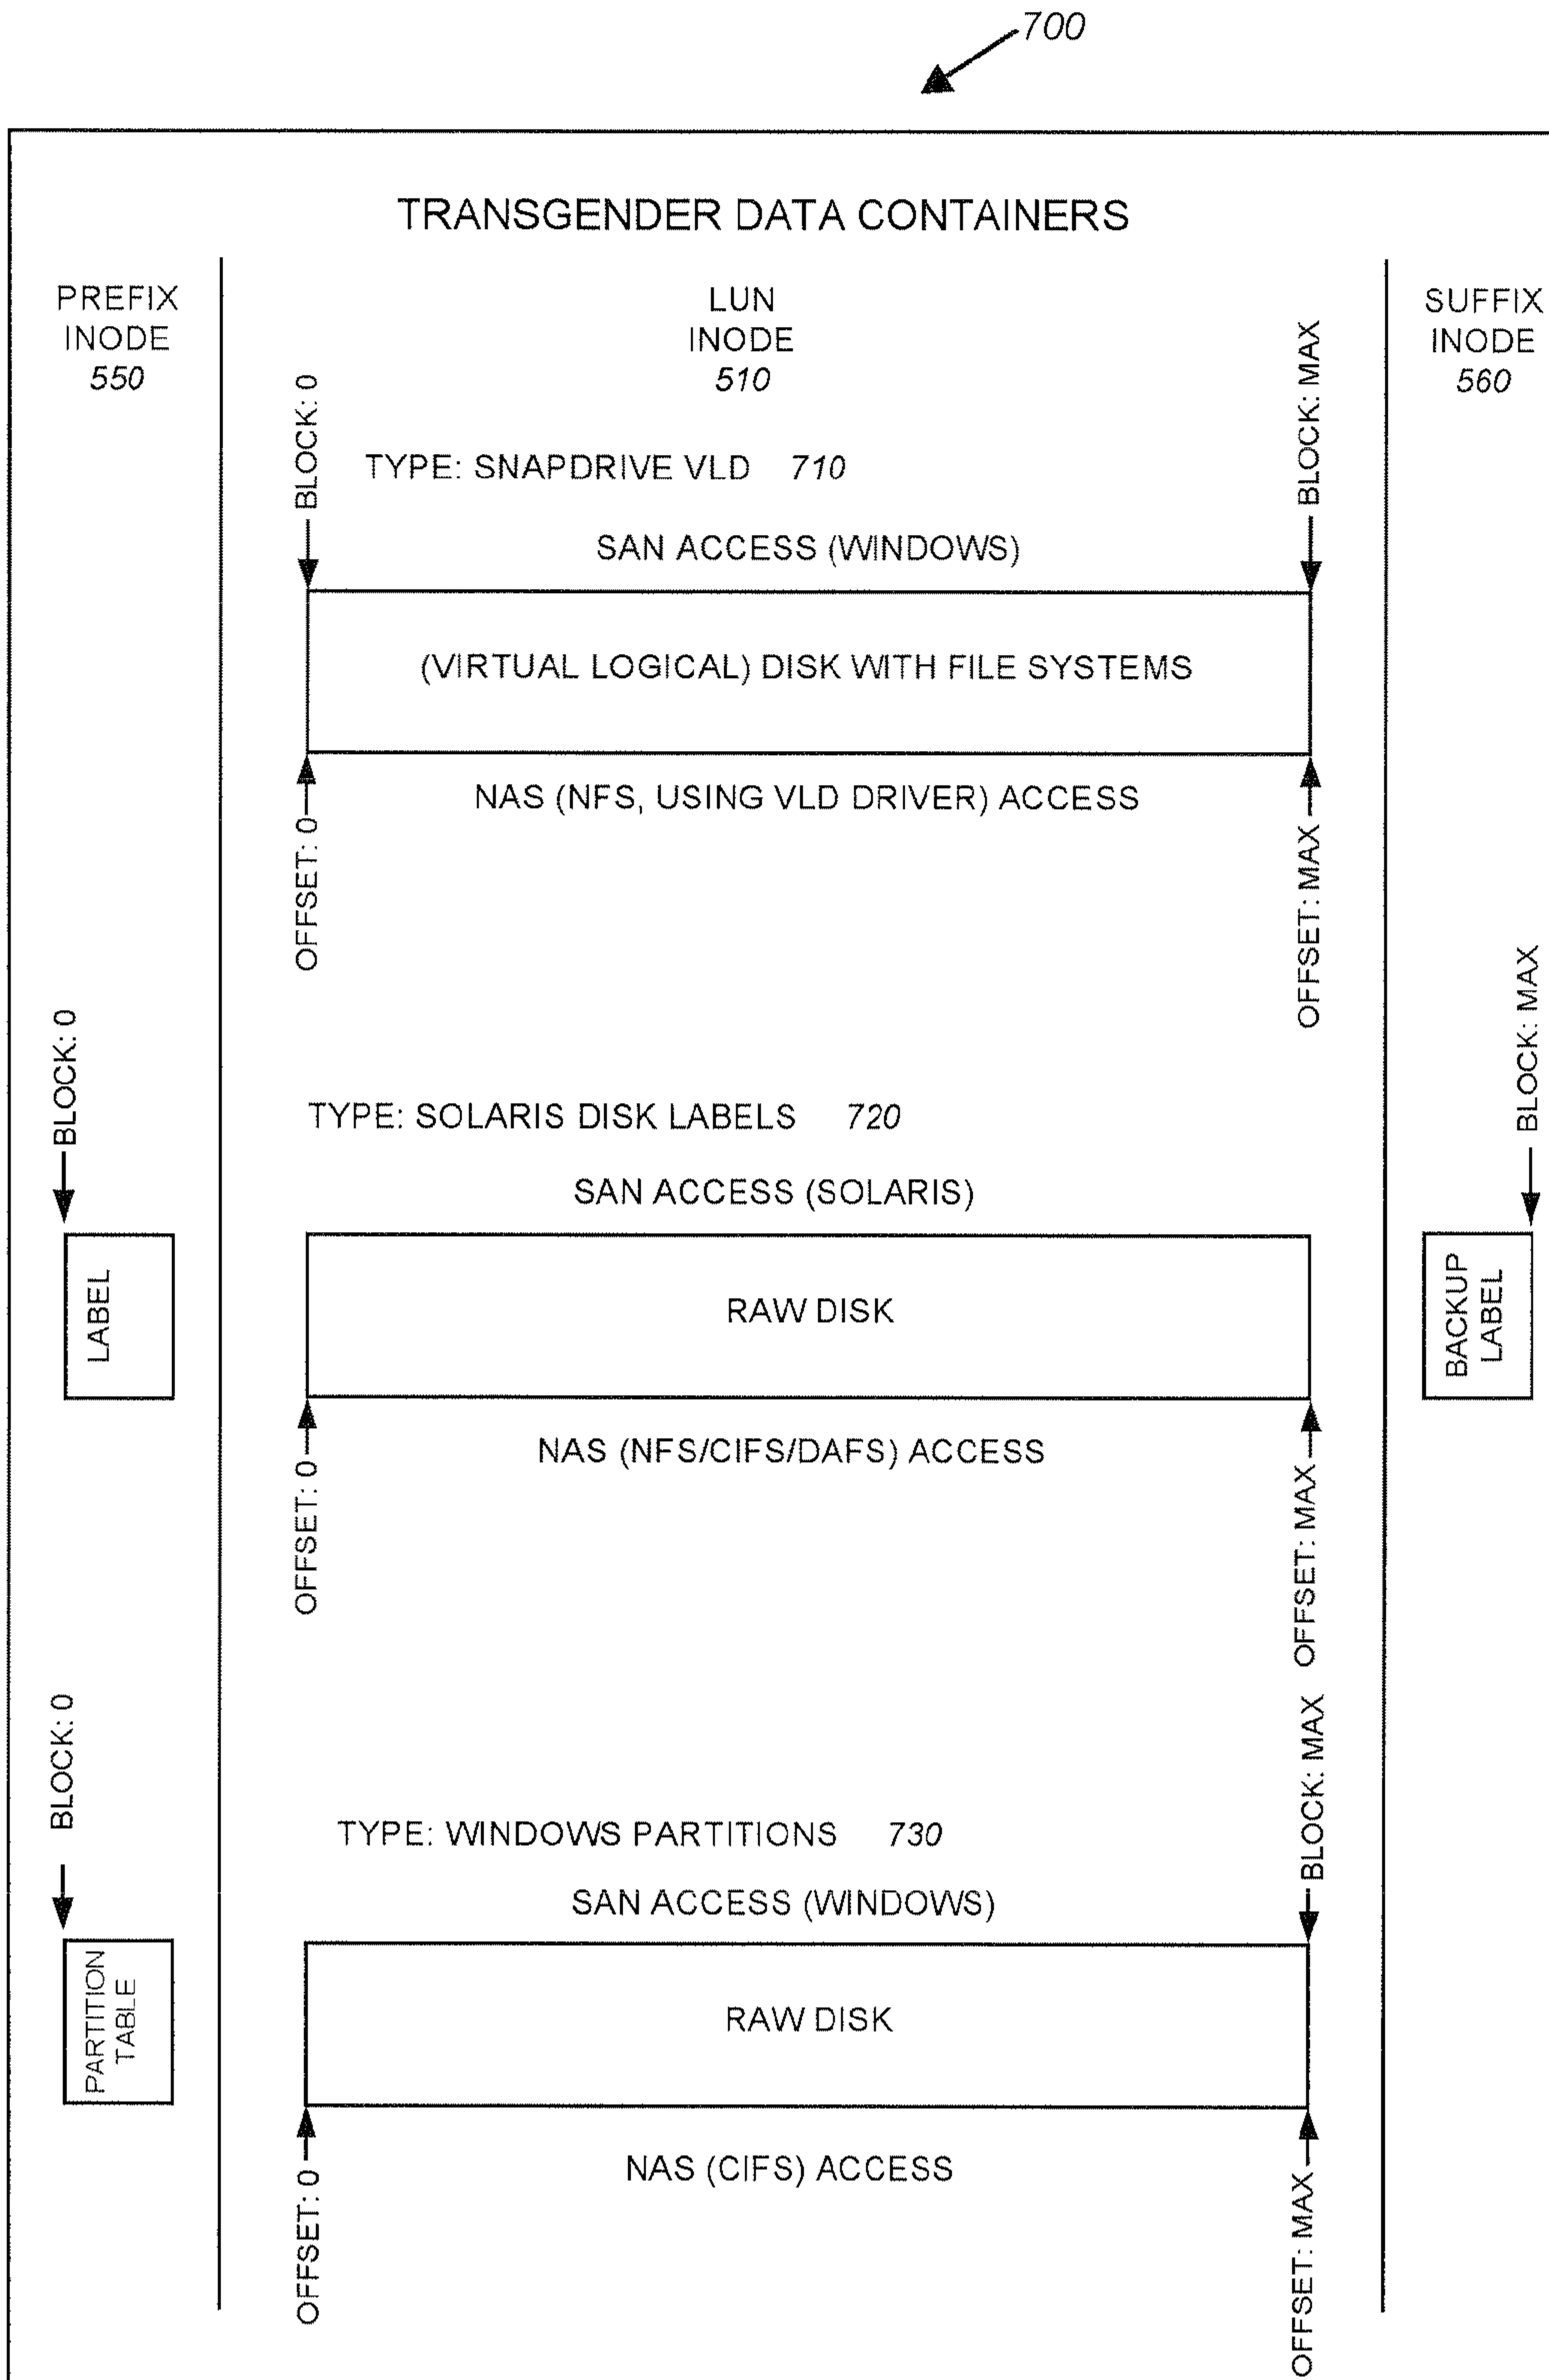 700
TRANSGENDER DATA CONTAINERS
PREFIX
INODE
550
LUN
INODE
510
SUFFIX
INODE
560
BLOCK: 0
BLOCK: MAX
TYPE: SNAPDRIVE VLD 710
SAN ACCESS (WINDOWS)
(VIRTUAL LOGICAL) DISK WITH FILE SYSTEMS
NAS (NFS, USING VLD DRIVER) ACCESS
OFFSET: 0
OFFSET: MAX
BLOCK: 0
BLOCK: MAX
TYPE: SOLARIS DISK LABELS 720
SAN ACCESS (SOLARIS)
LABEL
RAW DISK
BACKUP
LABEL
NAS (NFS/CIFS/DAFS) ACCESS
OFFSET: 0
OFFSET: MAX
BLOCK: 0
BLOCK: MAX
TYPE: WINDOWS PARTITIONS 730
SAN ACCESS (WINDOWS)
PARTITION
TABLE
RAW DISK
NAS (CIFS) ACCESS
OFFSET: 0
OFFSET: MAX